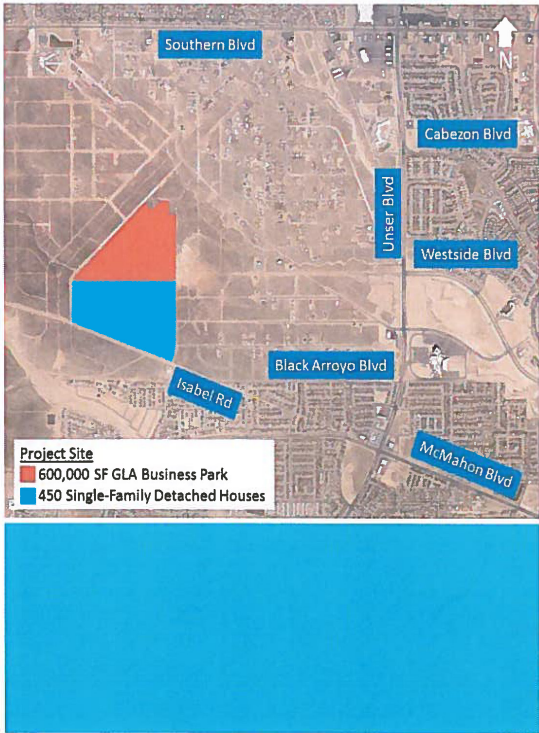 Southern Blvd
N
Cabezon Blvd
Unser Blvd
Westside Blvd
Black Arroyo Blvd
Isabel Rd
McMahon Blvd
Project Site
600,000 SF GLA Business Park
450 Single-Family Detached Houses